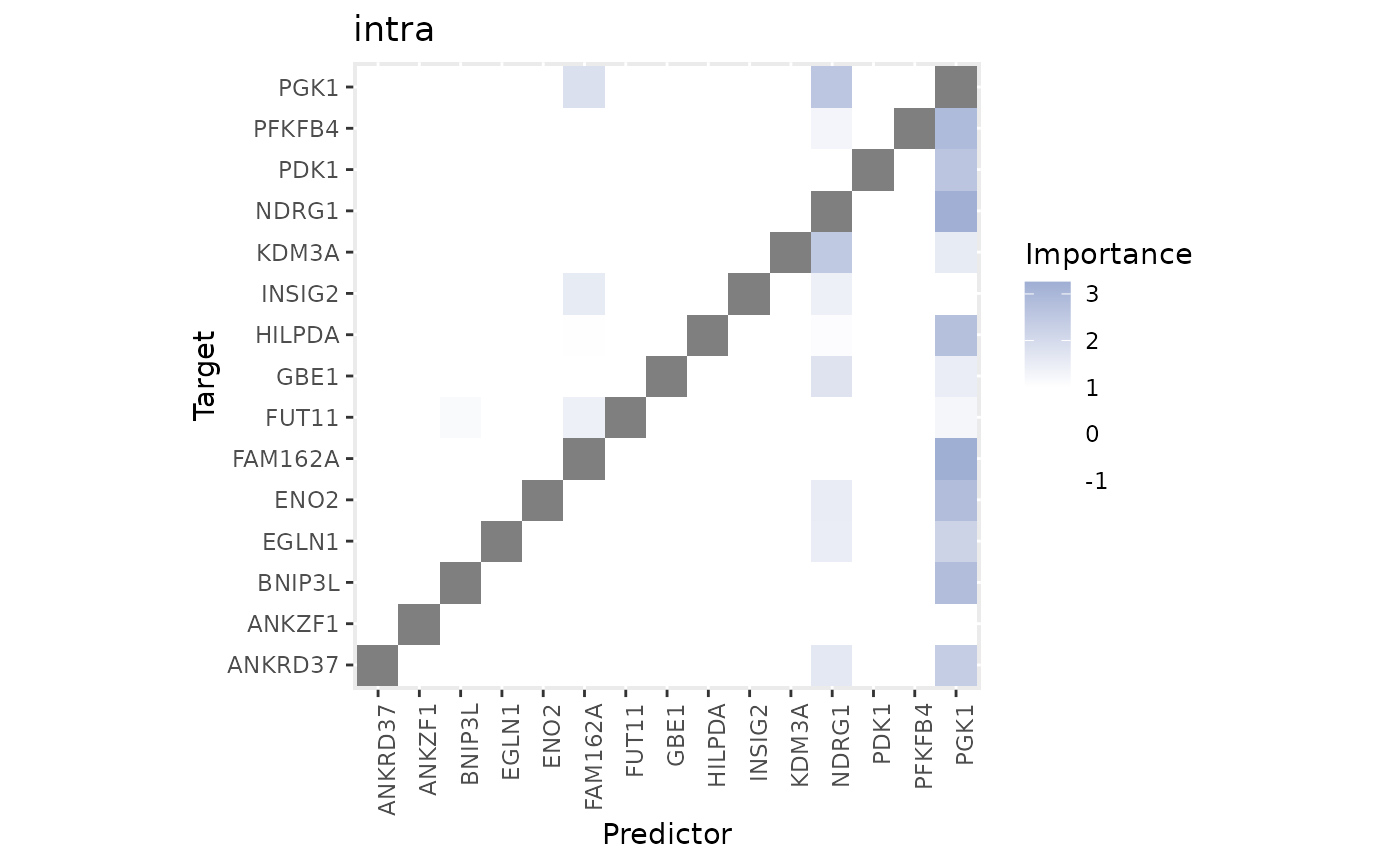 intra
PGK1
PFKFB4
PDK1
NDRG1
KDM3A
INSIG2
HILPDA
GBE1
FUT11
FAM162A
ENO2
EGLN1
BNIP3L
ANKZF1
ANKRD37
Target
ANKRD37
ANKZF1
BNIP3L
EGLN1
ENO2
FAM162A
FUT11
GBE1
HILPDA
INSIG2
KDM3A
NDRG1
PDK1
PFKFB4
PGK1
Predictor
Importance
3
2
1
0
-1